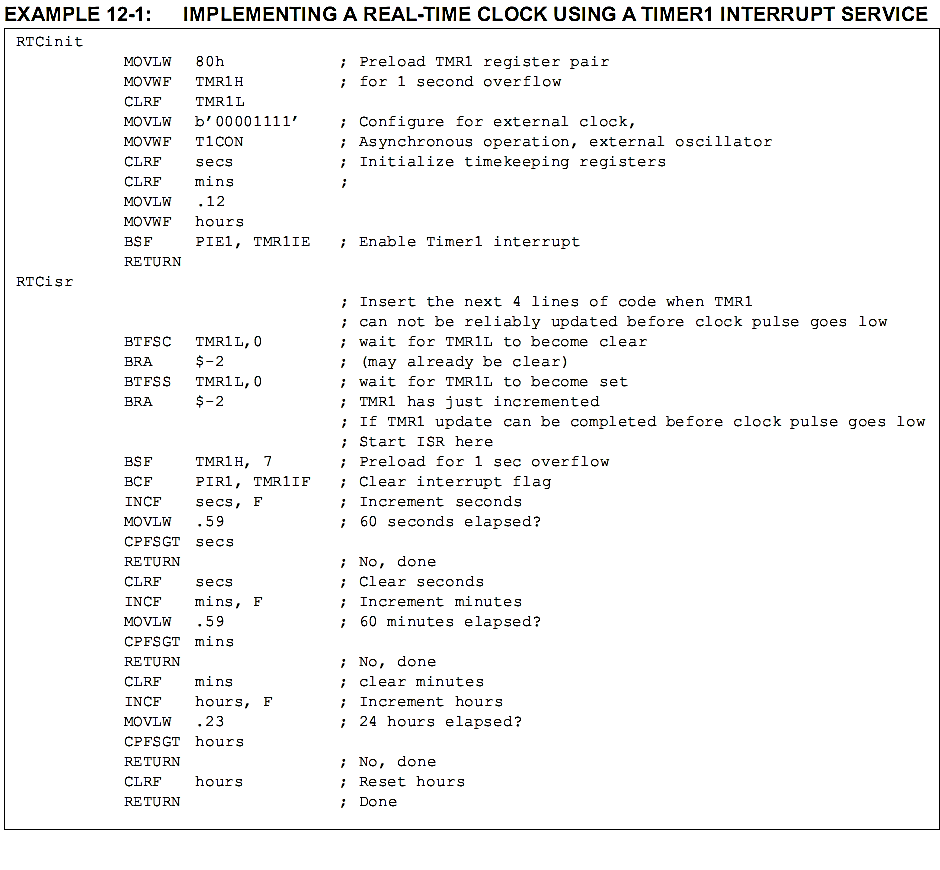 EXAMPLE 12-1: IMPLEMENTING A REAL-TIME CLOCK USING A TIMER1 INTERRUPT SERVICE
RTCinit
MOVLW 80h ; Preload TMR1 register pair
MOVWF TMR1H ; for 1 second overflow
CLRF TMR1L
MOVLW b’00001111’ ; Configure for external clock,
MOVWF T1CON ; Asynchronous operation, external oscillator
CLRF secs ; Initialize timekeeping registers
CLRF mins ;
MOVLW .12
MOVWF hours
BSF PIE1, TMR1IE ; Enable Timer1 interrupt
RETURN
RTCisr
; Insert the next 4 lines of code when TMR1
; can not be reliably updated before clock pulse goes low
BTFSC TMR1L,0 ; wait for TMR1L to become clear
BRA $-2 ; (may already be clear)
BTFSS TMR1L,0 ; wait for TMR1L to become set
BRA $-2 ; TMR1 has just incremented
; If TMR1 update can be completed before clock pulse goes low
; Start ISR here
BSF TMR1H, 7 ; Preload for 1 sec overflow
BCF PIR1, TMR1IF ; Clear interrupt flag
INCF secs, F ; Increment seconds
MOVLW .59 ; 60 seconds elapsed?
CPFSGT secs
RETURN ; No, done
CLRF secs ; Clear seconds
INCF mins, F ; Increment minutes
MOVLW .59 ; 60 minutes elapsed?
CPFSGT mins
RETURN ; No, done
CLRF mins ; clear minutes
INCF hours, F ; Increment hours
MOVLW .23 ; 24 hours elapsed?
CPFSGT hours
RETURN ; No, done
CLRF hours ; Reset hours
RETURN ; Done